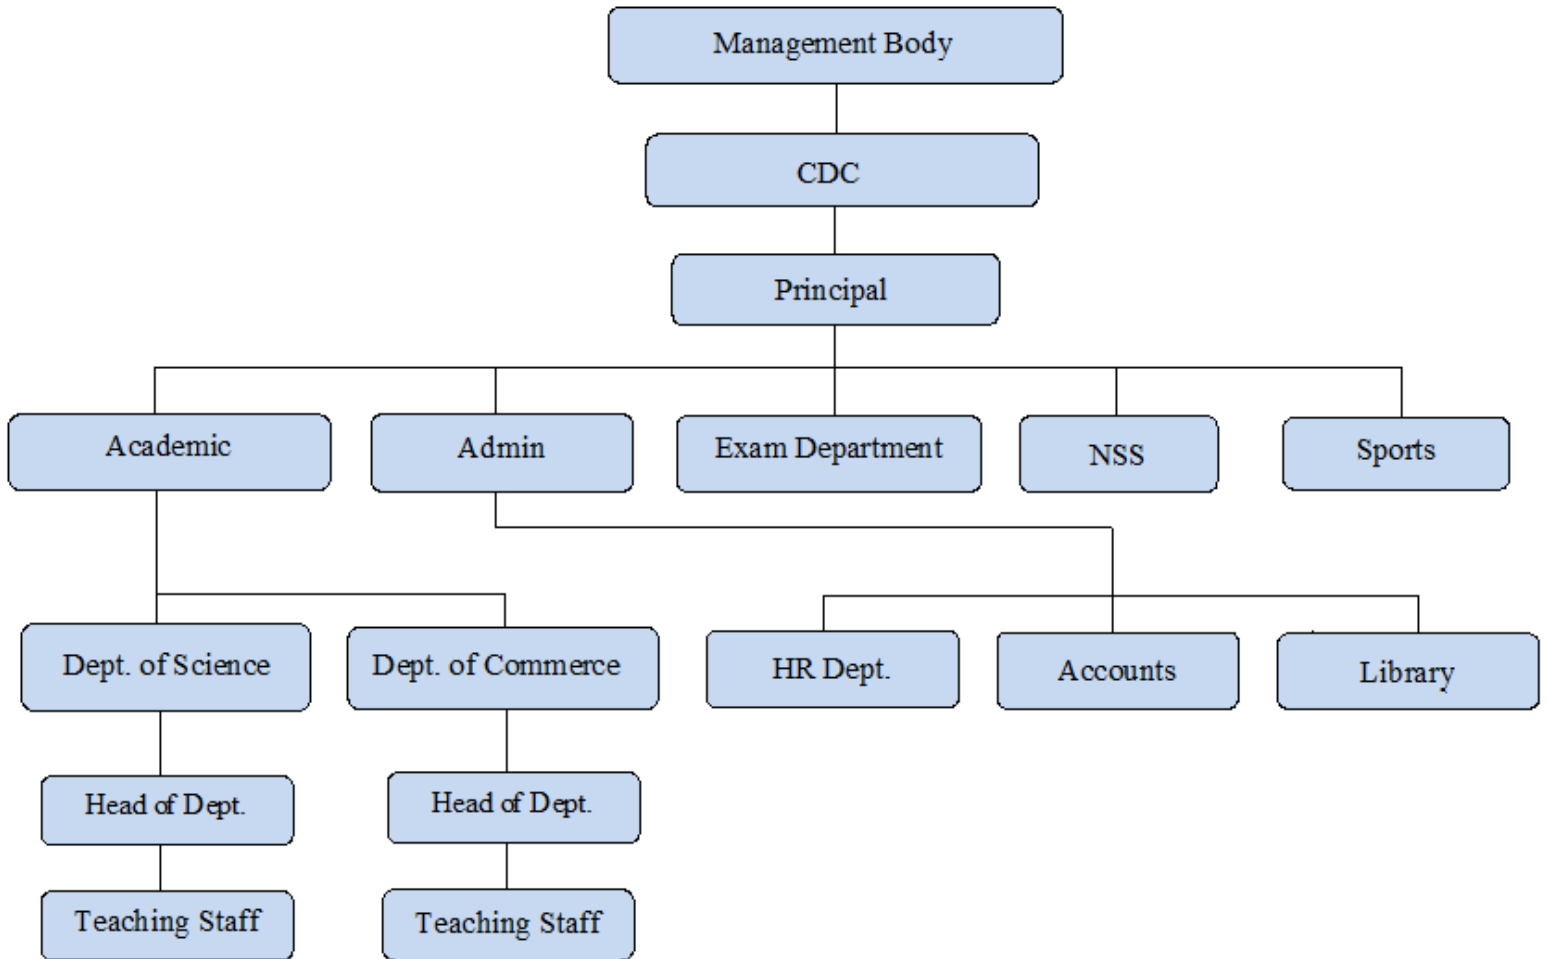 Management Body
CDC
Principal
Academic
Admin
Exam Department
NSS
Sports
Dept. of Science
Dept. of Commerce
HR Dept.
Accounts
Library
Head of Dept.
Head of Dept.
Teaching Staff
Teaching Staff